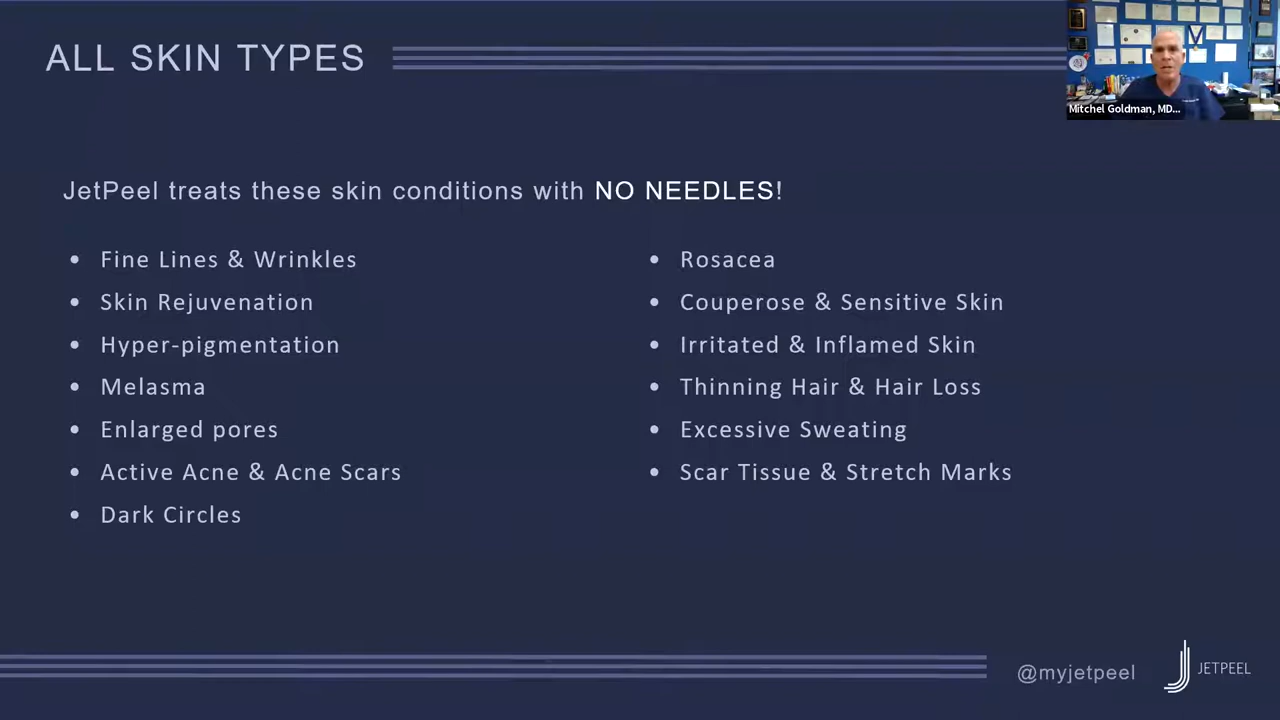 ALL SKIN TYPES
Mitchel Goldman, MD...
JetPeel treats these skin conditions with NO NEEDLES!
• Fine Lines & Wrinkles
• Skin Rejuvenation
• Hyper-pigmentation
• Melasma
• Enlarged pores
• Active Acne & Acne Scars
• Dark Circles
• Rosacea
• Couperose & Sensitive Skin
• Irritated & Inflamed Skin
• Thinning Hair & Hair Loss
• Excessive Sweating
• Scar Tissue & Stretch Marks
@myjetpeel
JETPEEL